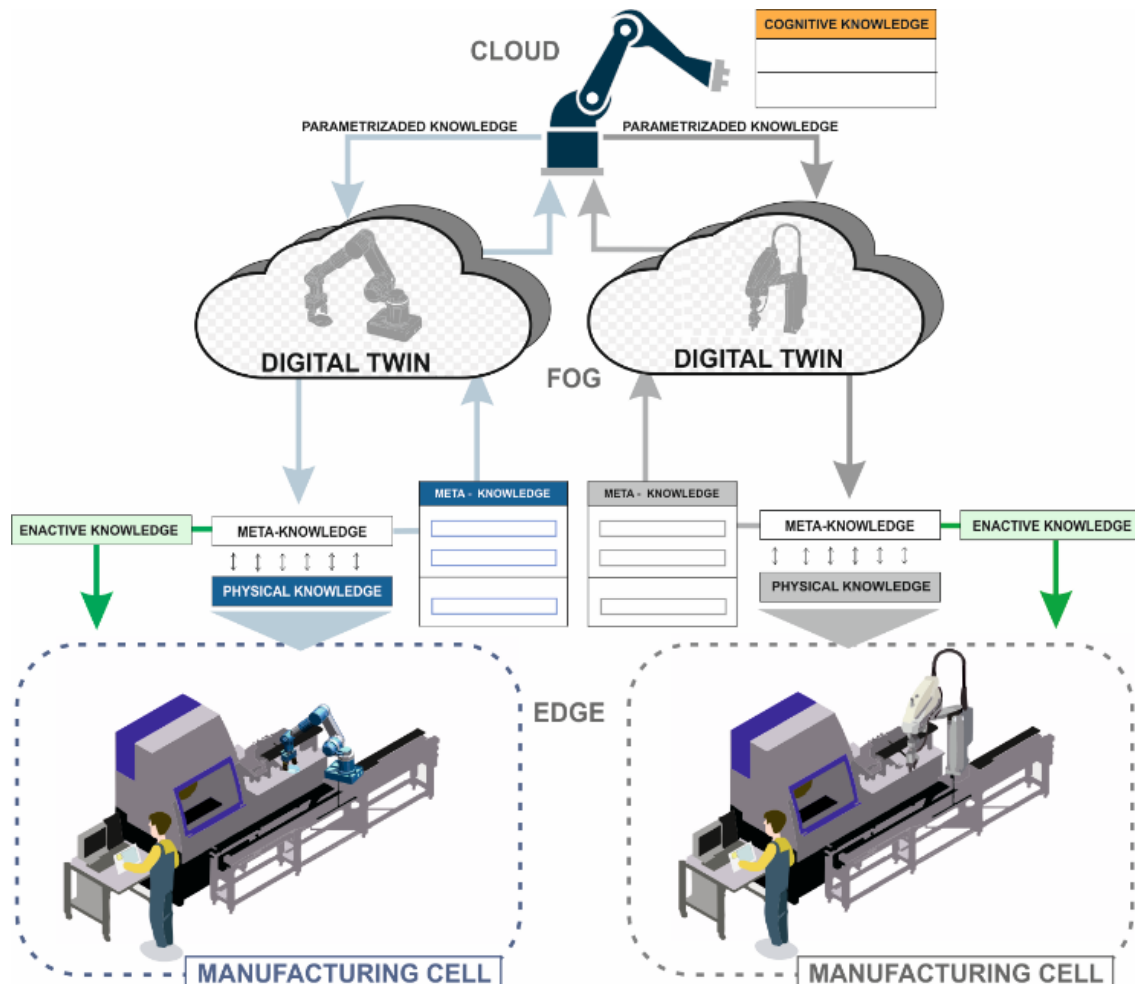 COGNITIVE KNOWLEDGE
CLOUD
PARAMETRIZADED KNOWLEDGE
PARAMETRIZADED KNOWLEDGE
DIGITAL TWIN
DIGITAL TWIN
FOG
META - KNOWLEDGE
META - KNOWLEDGE
ENACTIVE KNOWLEDGE
META-KNOWLEDGE
META-KNOWLEDGE
ENACTIVE KNOWLEDGE
PHYSICAL KNOWLEDGE
PHYSICAL KNOWLEDGE
EDGE
MANUFACTURING CELL
MANUFACTURING CELL